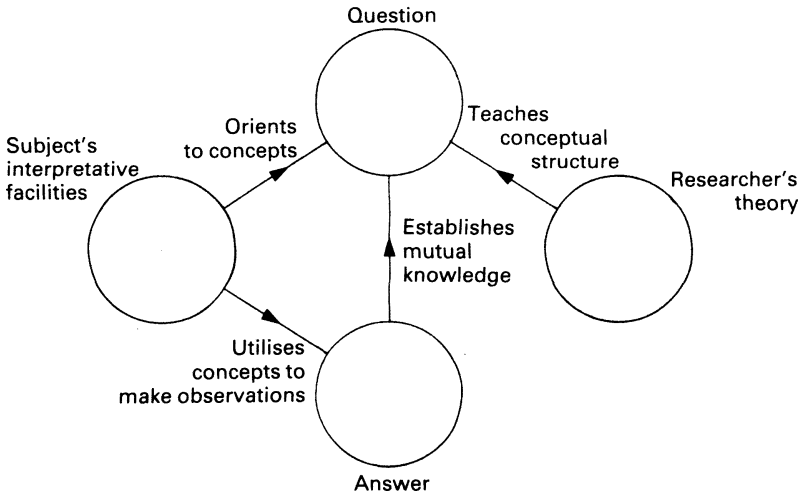 Question
Orients
to concepts
Teaches
conceptual
structure
Subject's
interpretative
facilities
Researcher's
theory
Establishes
mutual
knowledge
Utilises
concepts to
make observations
Answer